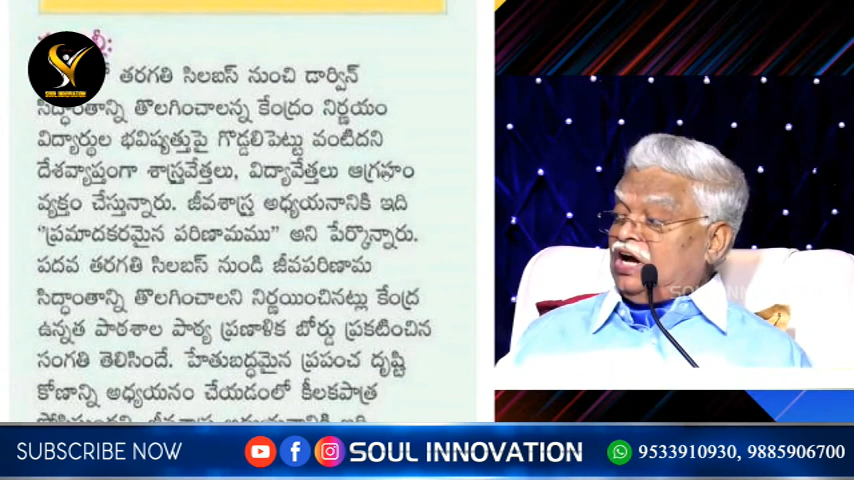 తరగతి సిలబస్ నుంచి డార్విన్
సిద్ధాంతాన్ని తొలగించాలన్న కేంద్రం నిర్ణయం
విద్యార్థుల భవిష్యత్తుపై గొడ్డలిపెట్టు వంటిదని
దేశవ్యాప్తంగా శాస్త్రవేత్తలు, విద్యావేత్తలు ఆగ్రహం
వ్యక్తం చేస్తున్నారు. జీవశాస్త్ర అధ్యయనానికి ఇది
"ప్రమాదకరమైన పరిణామము" అని పేర్కొన్నారు.
పదవ తరగతి సిలబస్ నుండి జీవపరిణామ
సిద్ధాంతాన్ని తొలగించాలని నిర్ణయించినట్లు కేంద్ర
ఉన్నత పాఠశాల పాఠ్య ప్రణాళిక బోర్డు ప్రకటించిన
సంగతి తెలిసిందే. హేతుబద్ధమైన ప్రపంచ దృష్టి
కోణాన్ని అధ్యయనం చేయడంలో కీలకపాత్ర
SOUL INNOVATION
SUBSCRIBE NOW
SOUL INNOVATION
9533910930, 9885906700